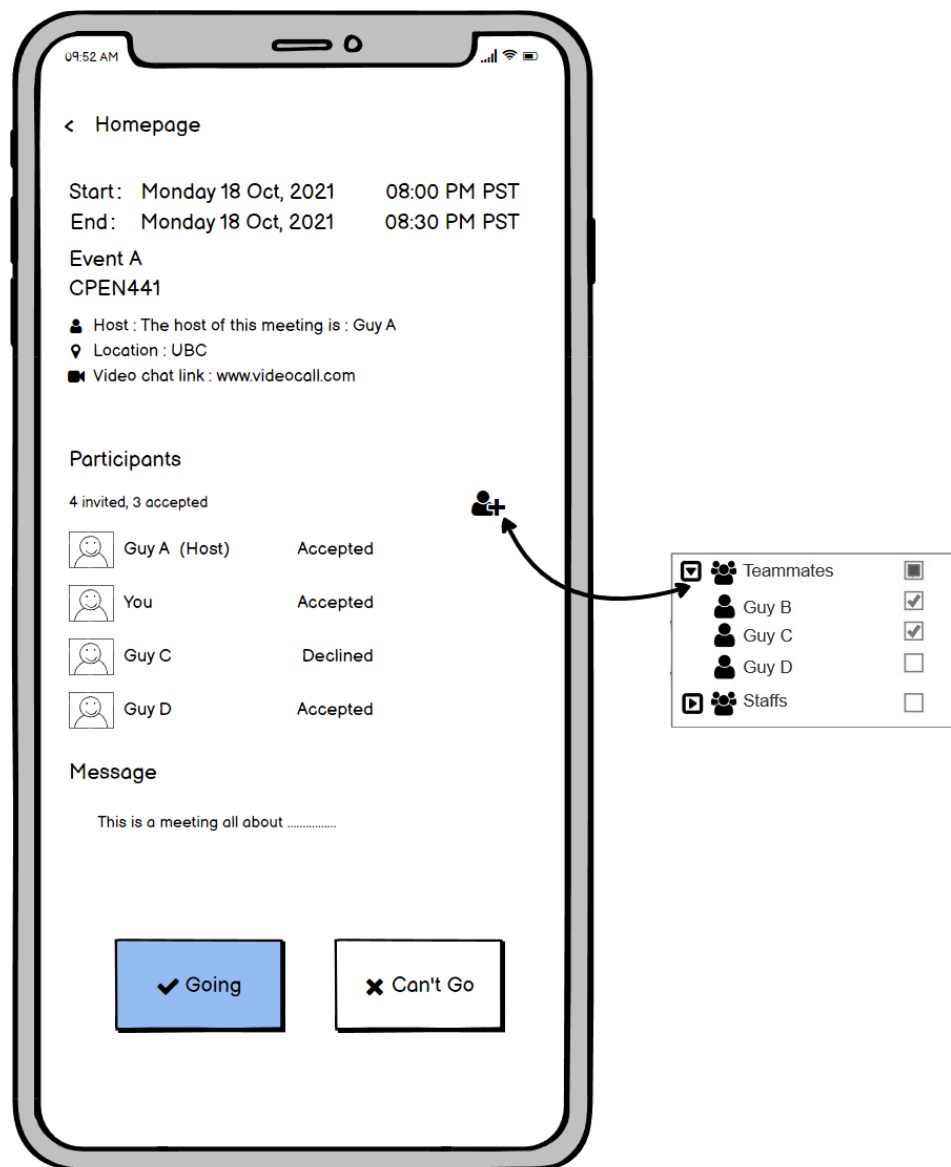 09:52 AM
< Homepage
Start : Monday 18 Oct, 2021 08:00 PM PST
End : Monday 18 Oct, 2021 08:30 PM PST
Event A
CPEN441
Host : The host of this meeting is : Guy A
Location : UBC
Video chat link : www.videocall.com
Participants
4 invited, 3 accepted
Guy A (Host) Accepted
You Accepted
Guy C Declined
Guy D Accepted
Message
This is a meeting all about ...............
Going
Can't Go
Teammates
Guy B
Guy C
Guy D
Staffs